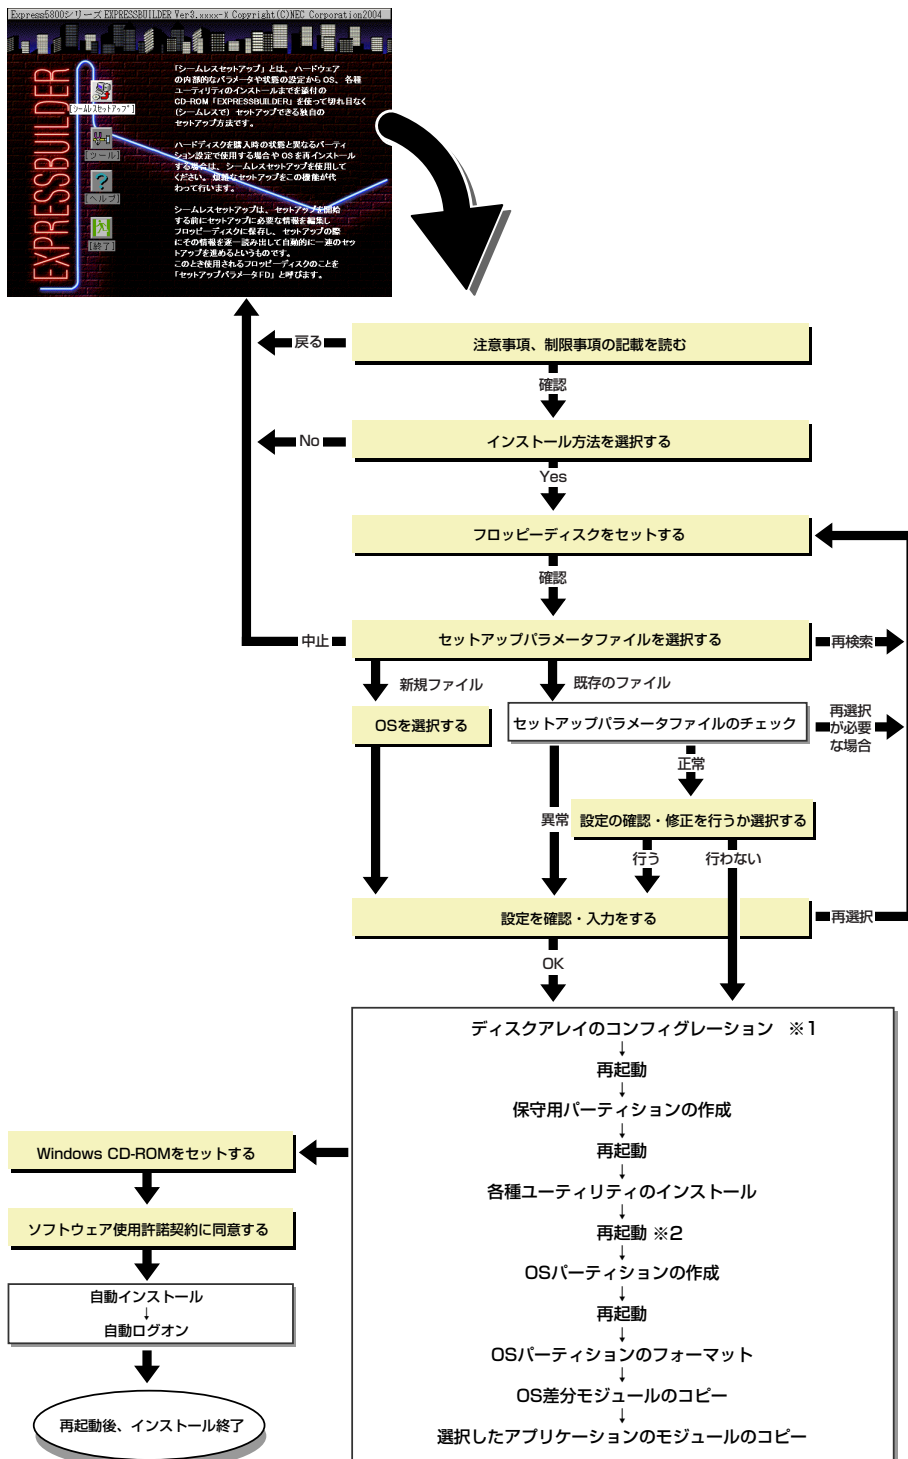 Express5800シリーズ EXPRESSBUILDER Ver3.xxxx-X Copyright(C)NEC Corporation2004
EXPRESSBUILDER
[シームレスセットアップ]
[ツール]
[ヘルプ]
[終了]
「シームレスセットアップ」とは、ハードウェア
の内部的なパラメータや状態の設定から OS、各種
ユーティリティのインストールまでを添付の
CD-ROM「EXPRESSBUILDER」を使って切れ目なく
(シームレスで) セットアップできる独自の
セットアップ方法です。
ハードディスクを購入時の状態と異なるパーティ
ション設定で使用する場合や OS を再インストール
する場合は、シームレスセットアップを使用して
ください。煩雑なセットアップをこの機能が代
わって行います。
シームレスセットアップは、セットアップを開始
する前にセットアップに必要な情報を編集し
フロッピーディスクに保存し、セットアップの際
にその情報を逐一読み出して自動的に一連のセッ
トアップを進めるというものです。
このとき使用されるフロッピーディスクのことを
「セットアップパラメータFD」と呼びます。
戻る
注意事項、制限事項の記載を読む
確認
No
インストール方法を選択する
Yes
フロッピーディスクをセットする
確認
中止
セットアップパラメータファイルを選択する
再検索
新規ファイル
既存のファイル
OSを選択する
セットアップパラメータファイルのチェック
再選択
が必要
な場合
正常
異常
設定の確認・修正を行うか選択する
行う
行わない
設定を確認・入力をする
再選択
OK
ディスクアレイのコンフィグレーション ※1
↓
再起動
↓
保守用パーティションの作成
↓
再起動
↓
各種ユーティリティのインストール
↓
再起動 ※2
↓
OSパーティションの作成
↓
再起動
↓
OSパーティションのフォーマット
↓
OS差分モジュールのコピー
↓
選択したアプリケーションのモジュールのコピー
Windows CD-ROMをセットする
ソフトウェア使用許諾契約に同意する
自動インストール
↓
自動ログオン
再起動後、インストール終了